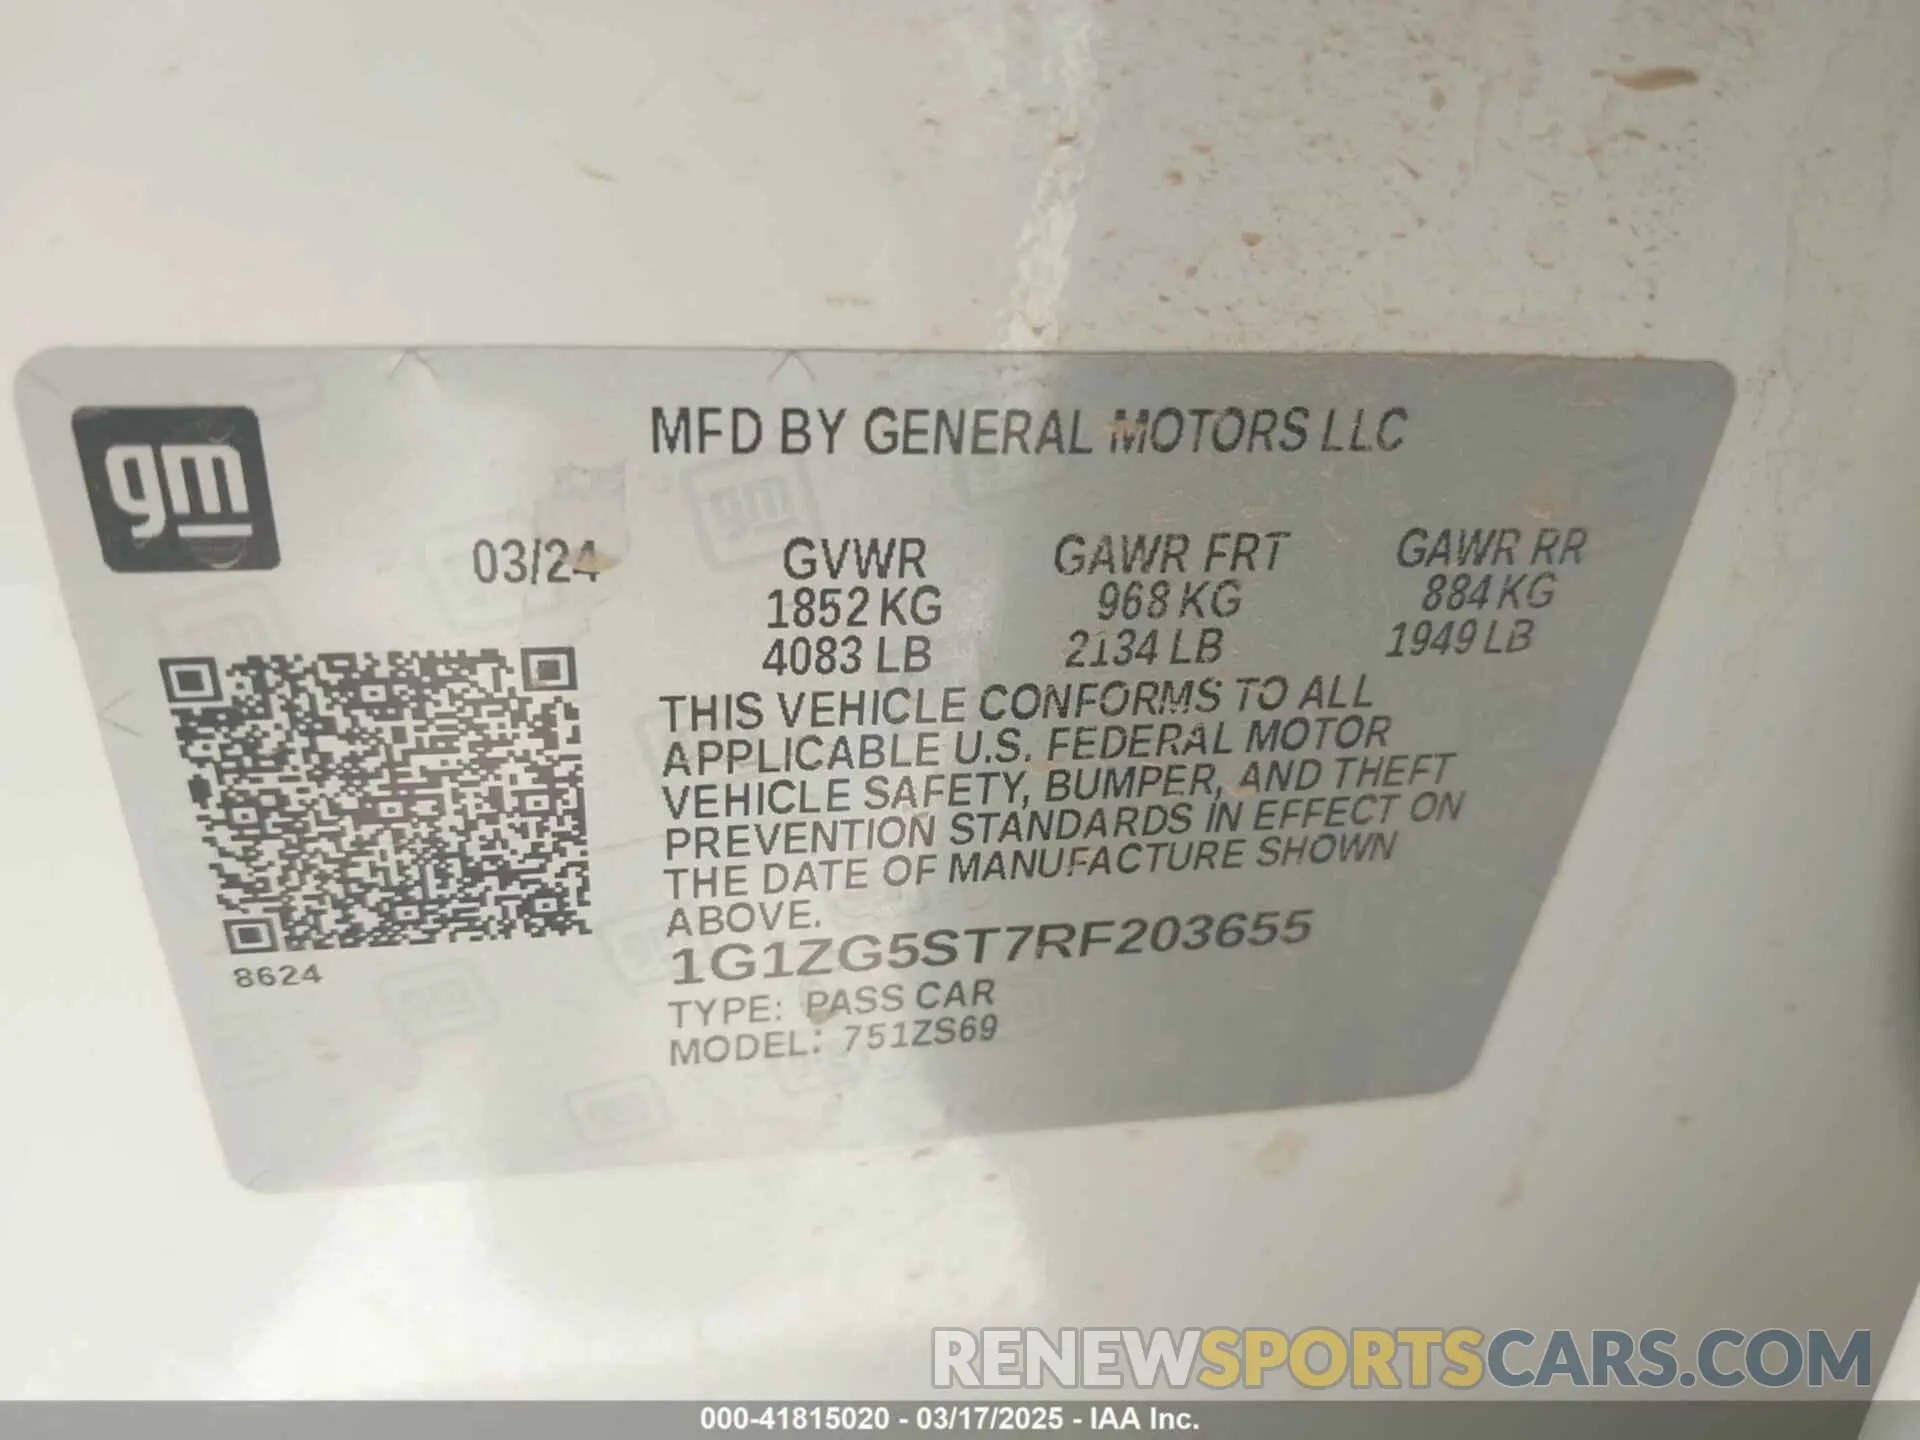 gm
MFD BY GENERAL MOTORS LLC
03/24 GVWR GAWR FRT GAWR RR
1852 KG 968 KG 884 KG
4083 LB 2134 LB 1949 LB
THIS VEHICLE CONFORMS TO ALL
APPLICABLE U.S. FEDERAL MOTOR
VEHICLE SAFETY, BUMPER, AND THEFT
PREVENTION STANDARDS IN EFFECT ON
THE DATE OF MANUFACTURE SHOWN
ABOVE.
8624
1G1ZG5ST7RF203655
TYPE: PASS CAR
MODEL: 751ZS69
RENEWSPORTSCARS.COM
000-41815020 - 03/17/2025 - IAA Inc.